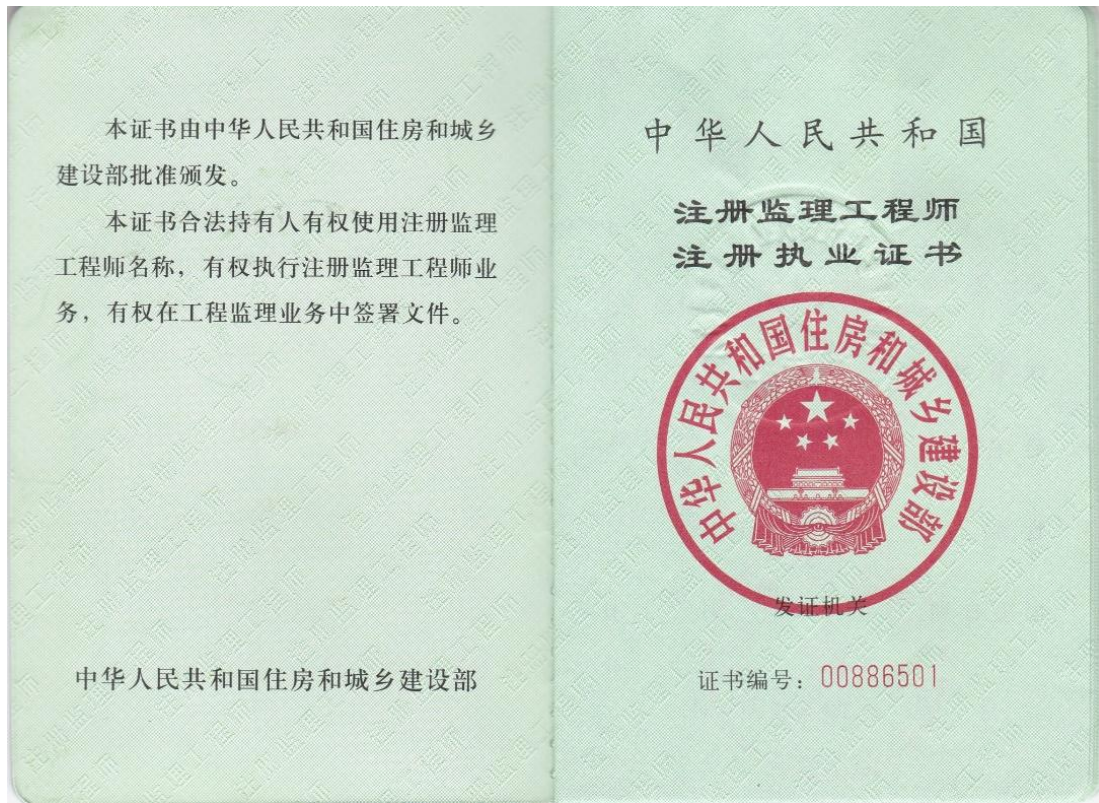 本证书由中华人民共和国住房和城乡
建设部批准颁发。
本证书合法持有人有权使用注册监理
工程师名称，有权执行注册监理工程师业
务，有权在工程监理业务中签署文件。
中华人民共和国住房和城乡建设部
中华人民共和国
注册监理工程师
注册执业证书
中华人民共和国住房和城乡建设部
发证机关
证书编号：00886501